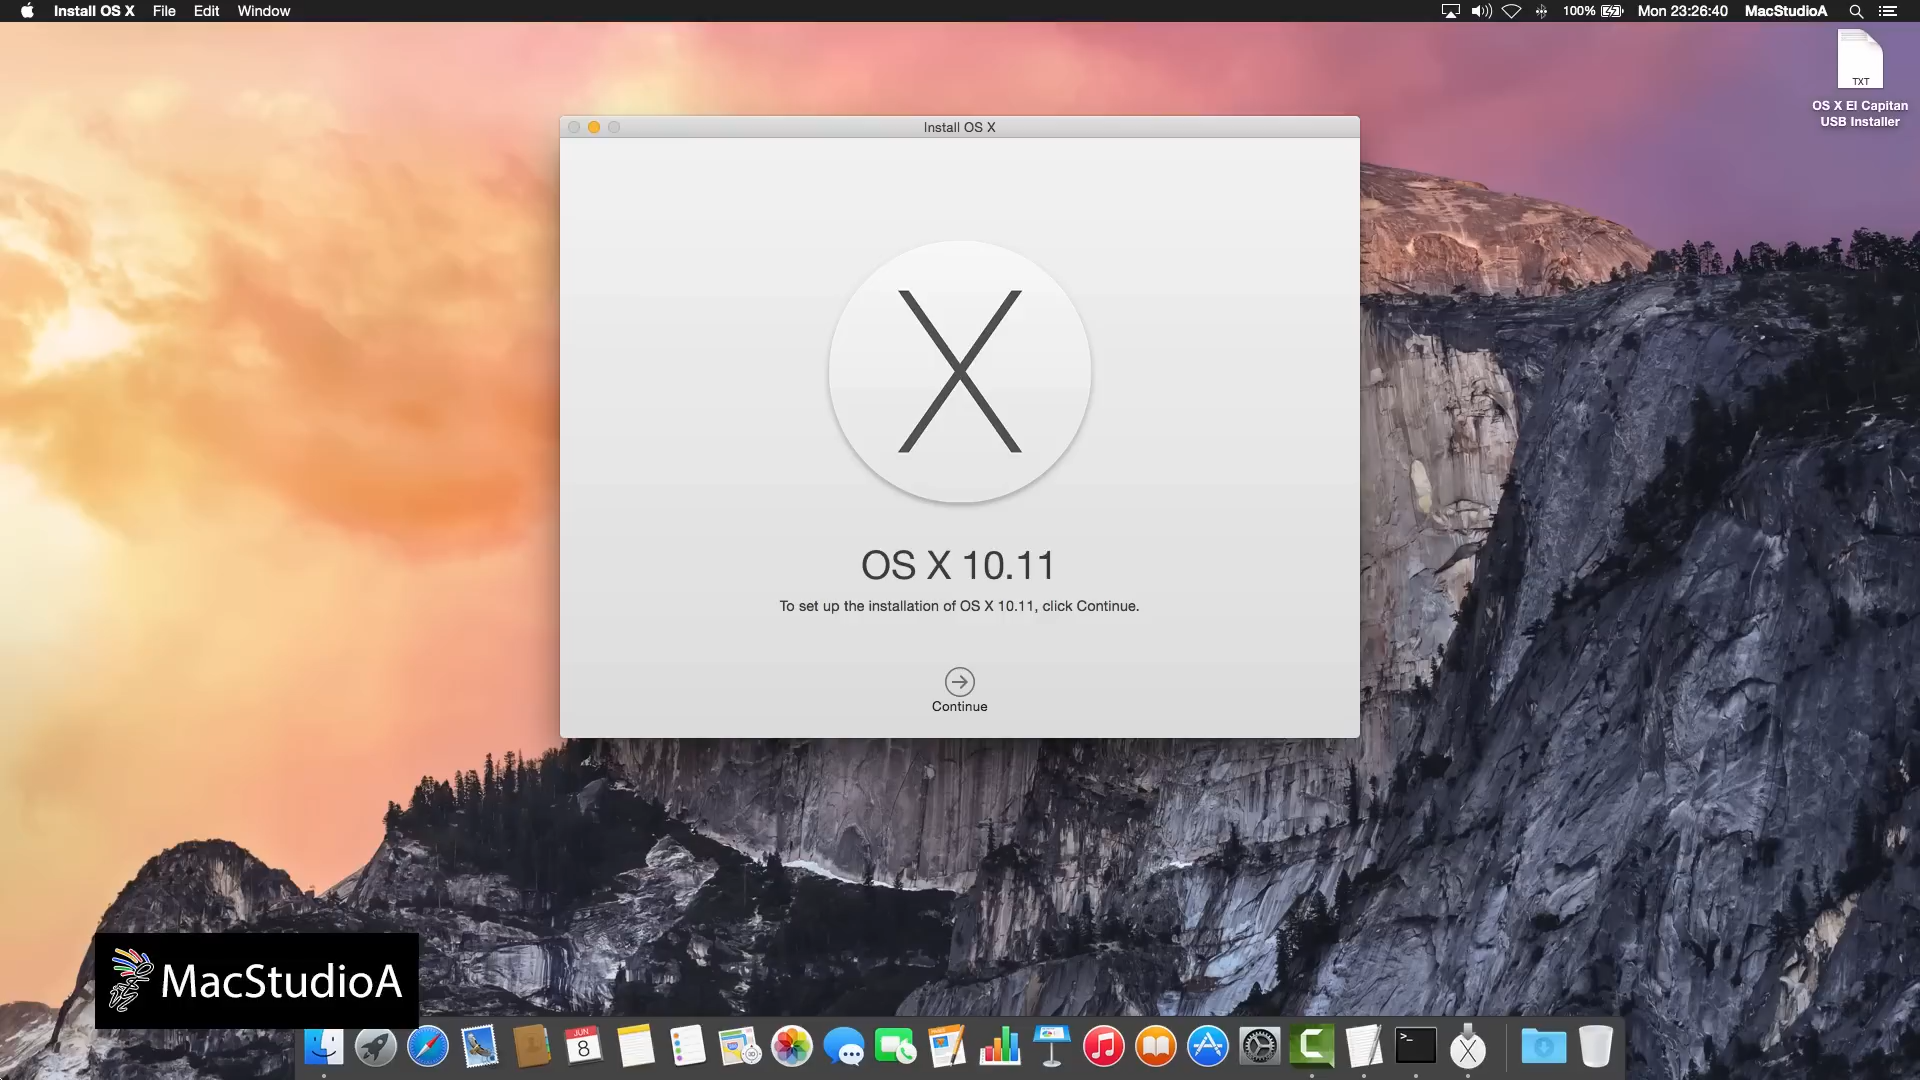 Install OS X File Edit Window 100% Mon 23:26:40 MacStudioA
TXT
OS X El Capitan
USB Installer
Install OS X
X
OS X 10.11
To set up the installation of OS X 10.11, click Continue.
Continue
MacStudioA
JUN
8